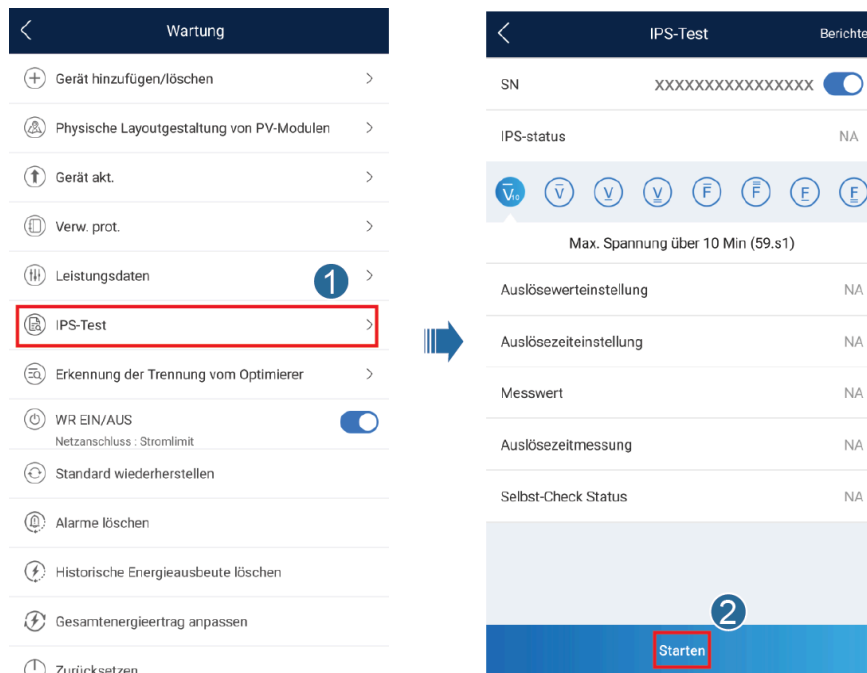 Wartung
Gerät hinzufügen/löschen
Physische Layoutgestaltung von PV-Modulen
Gerät akt.
Verw. prot.
Leistungsdaten
1
IPS-Test
Erkennung der Trennung vom Optimierer
WR EIN/AUS
Netzanschluss : Stromlimit
Standard wiederherstellen
Alarme löschen
Historische Energieausbeute löschen
Gesamtenergieertrag anpassen
Zurücksetzen
IPS-Test Berichte
SN XXXXXXXXXXXXXXXX
IPS-status NA
V10 V V V F F F F
Max. Spannung über 10 Min (59.s1)
Auslösewerteinstellung NA
Auslösezeiteinstellung NA
Messwert NA
Auslösezeitmessung NA
Selbst-Check Status NA
2
Starten